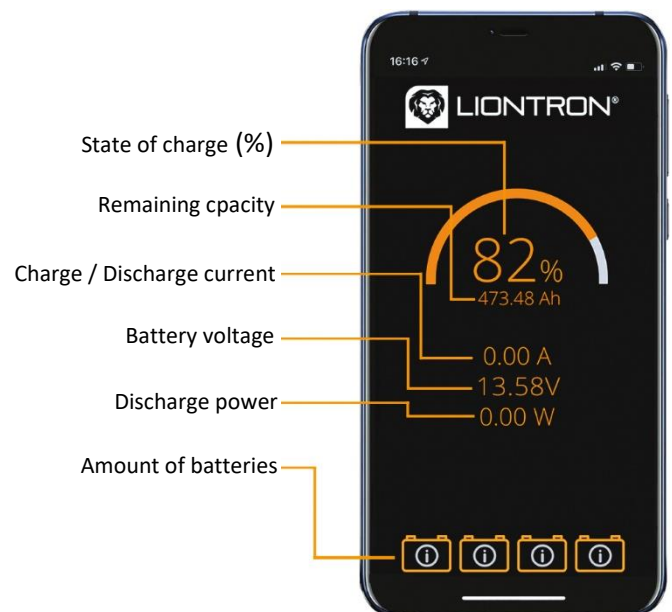 16:16
LIONTRON®
State of charge (%)
Remaining cpacity
82%
473.48 Ah
Charge / Discharge current
0.00 A
Battery voltage
13.58V
Discharge power
0.00 W
Amount of batteries
i i i i